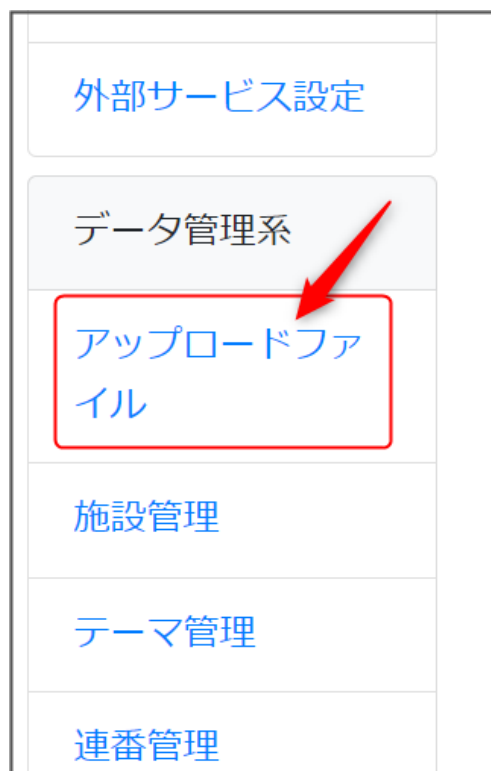 外部サービス設定
データ管理系
アップロードファ
イル
施設管理
テーマ管理
連番管理